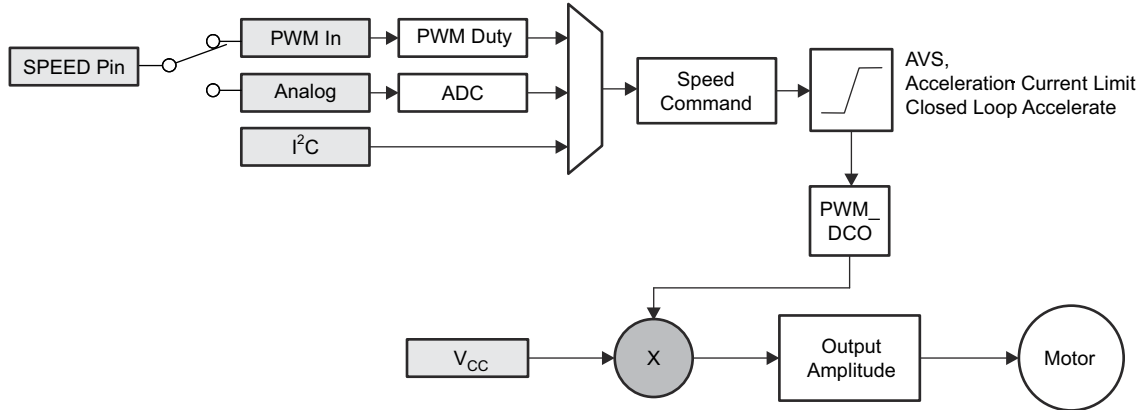 SPEED Pin
PWM In
PWM Duty
Analog
ADC
I²C
Speed
Command
AVS,
Acceleration Current Limit
Closed Loop Accelerate
PWM_
DCO
V_CC
X
Output
Amplitude
Motor